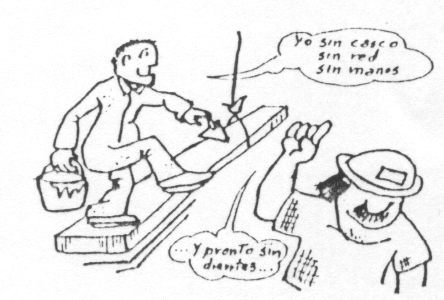 Yo sin casco
sin red
sin manos
...y pronto sin
dientes...